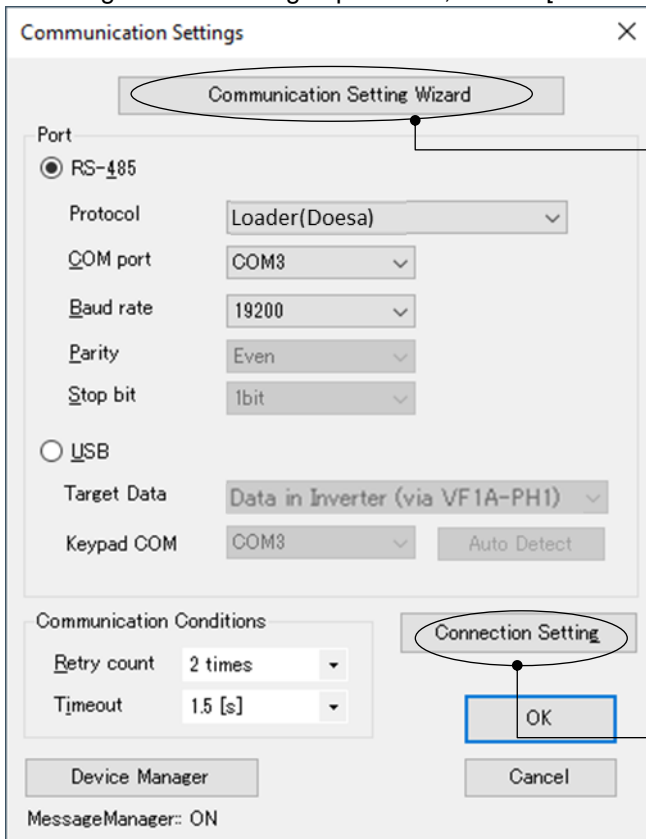 Communication Settings
Communication Setting Wizard
Port
RS-485
Protocol Loader(Doesa)
COM port COM3
Baud rate 19200
Parity Even
Stop bit 1bit
USB
Target Data Data in Inverter (via VF1A-PH1)
Keypad COM COM3 Auto Detect
Communication Conditions
Connection Setting
Retry count 2 times
Timeout 1.5 [s]
OK
Device Manager Cancel
MessageManager:: ON